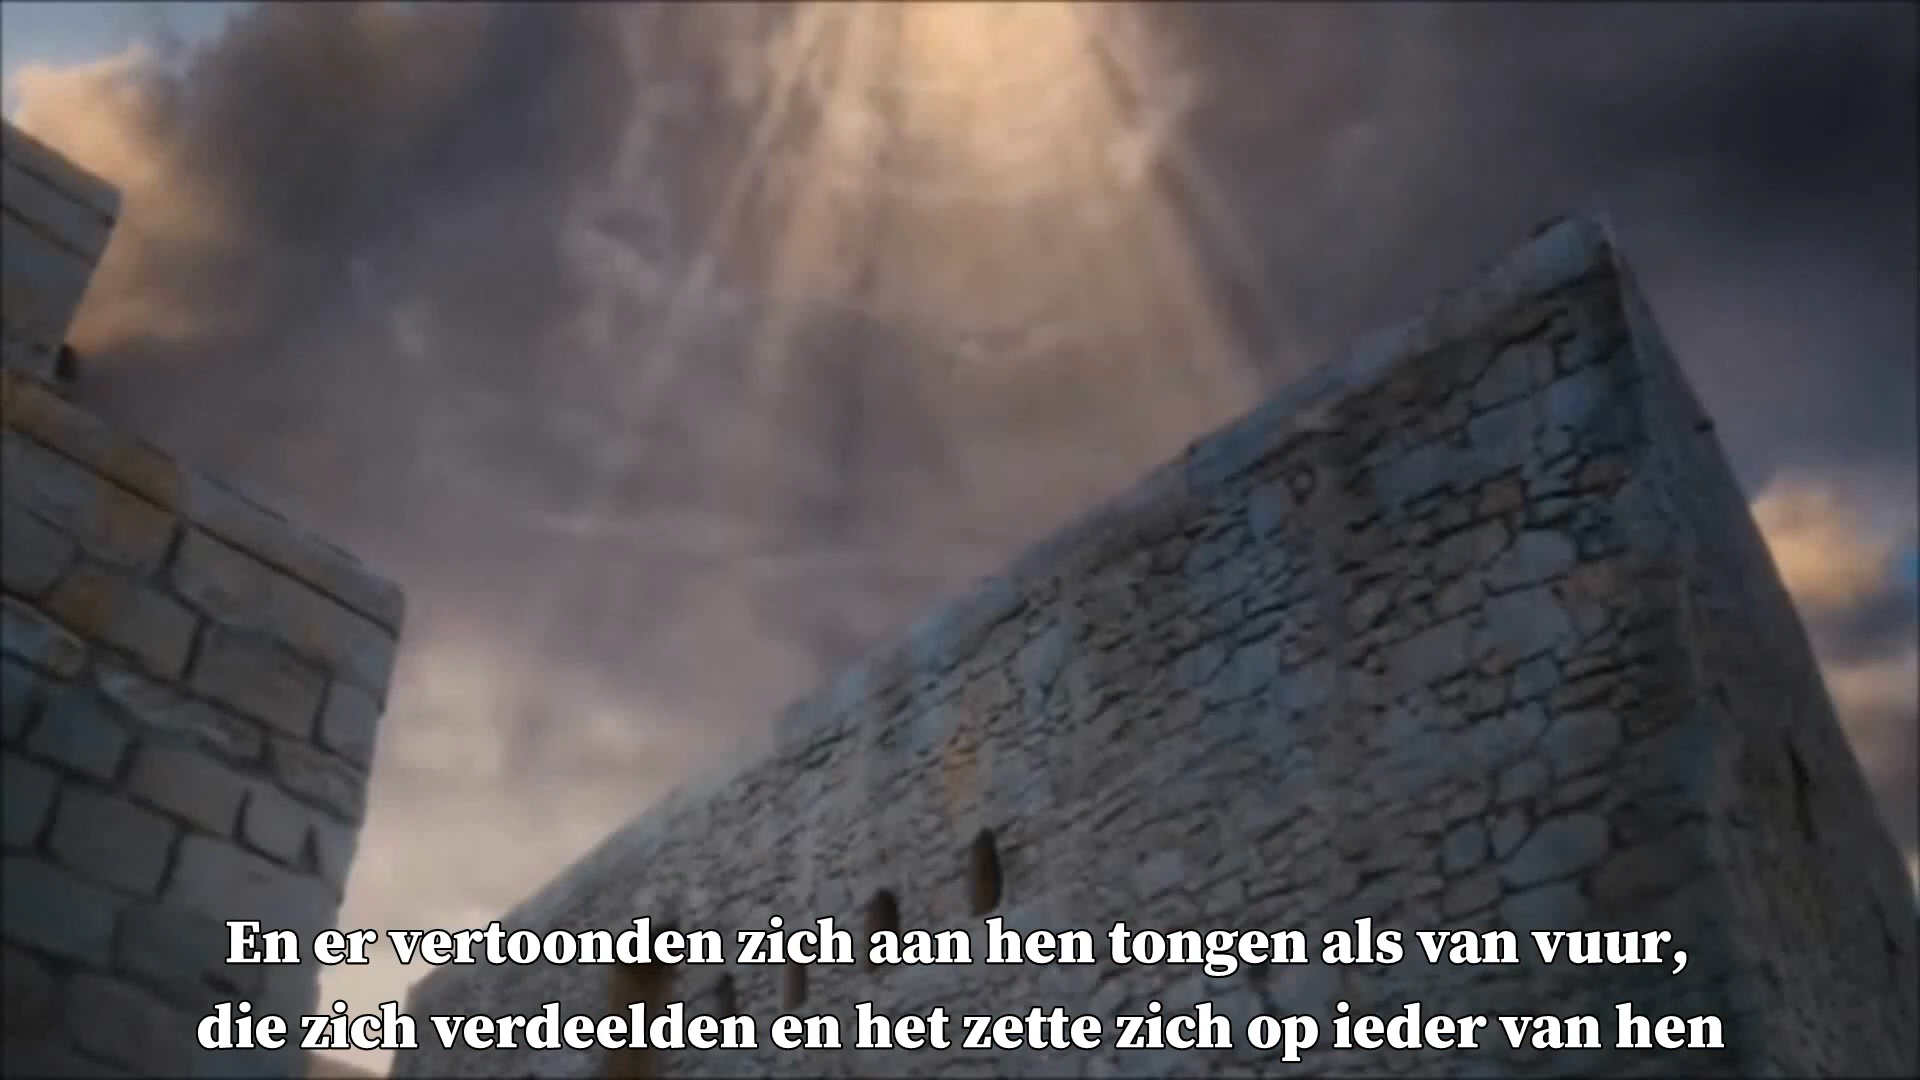 En er vertoonden zich aan hen tongen als van vuur,
die zich verdeelden en het zette zich op ieder van hen